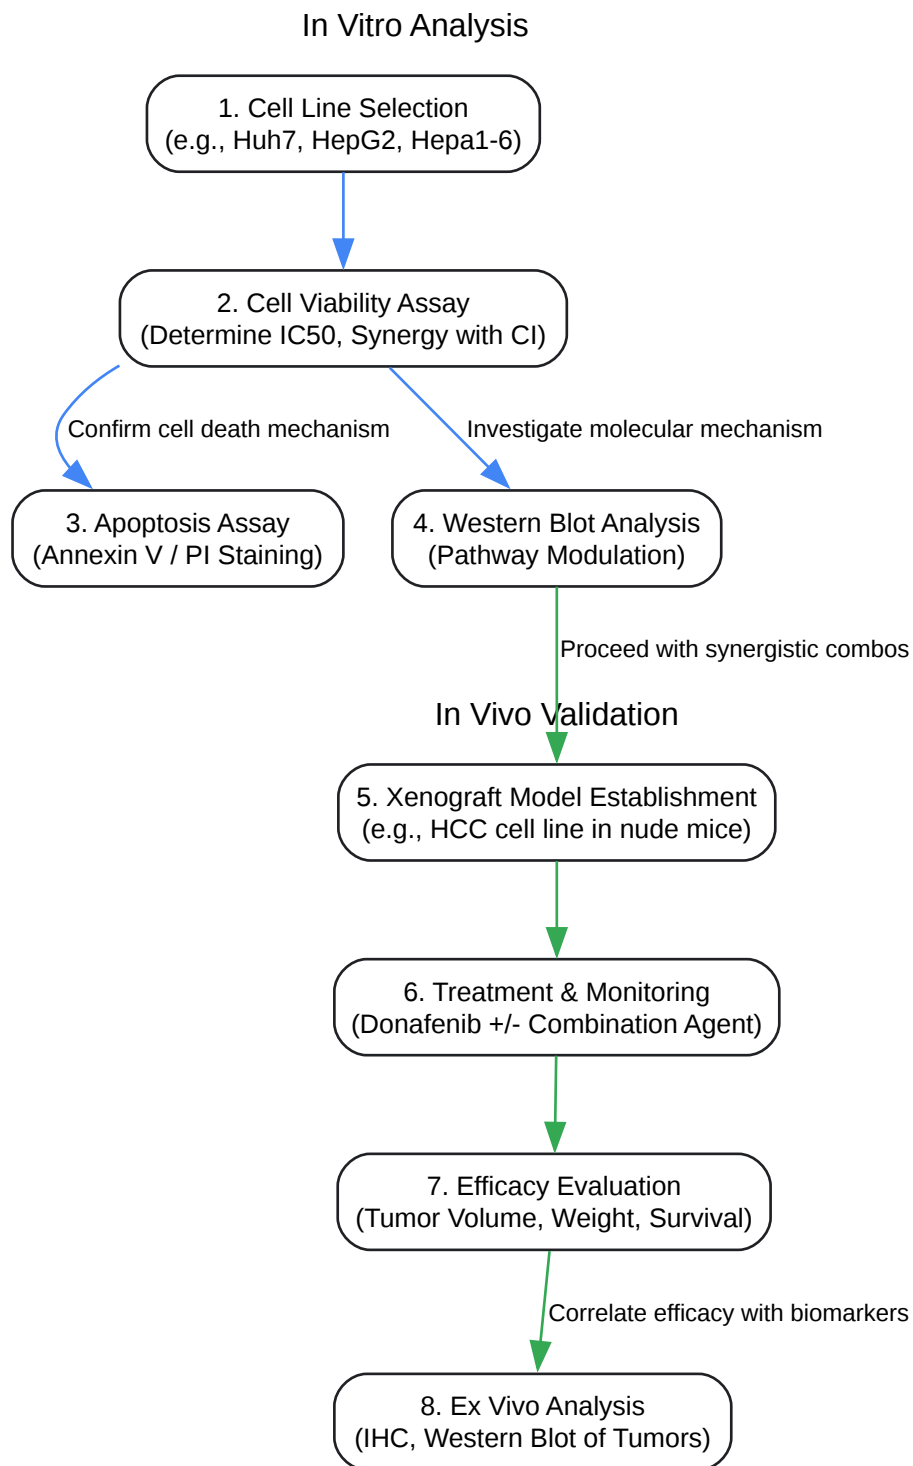 In Vitro Analysis
1. Cell Line Selection
(e.g., Huh7, HepG2, Hepa1-6)
2. Cell Viability Assay
(Determine IC50, Synergy with CI)
Confirm cell death mechanism
Investigate molecular mechanism
3. Apoptosis Assay
(Annexin V / PI Staining)
4. Western Blot Analysis
(Pathway Modulation)
Proceed with synergistic combos
In Vivo Validation
5. Xenograft Model Establishment
(e.g., HCC cell line in nude mice)
6. Treatment & Monitoring
(Donafenib +/- Combination Agent)
7. Efficacy Evaluation
(Tumor Volume, Weight, Survival)
Correlate efficacy with biomarkers
8. Ex Vivo Analysis
(IHC, Western Blot of Tumors)